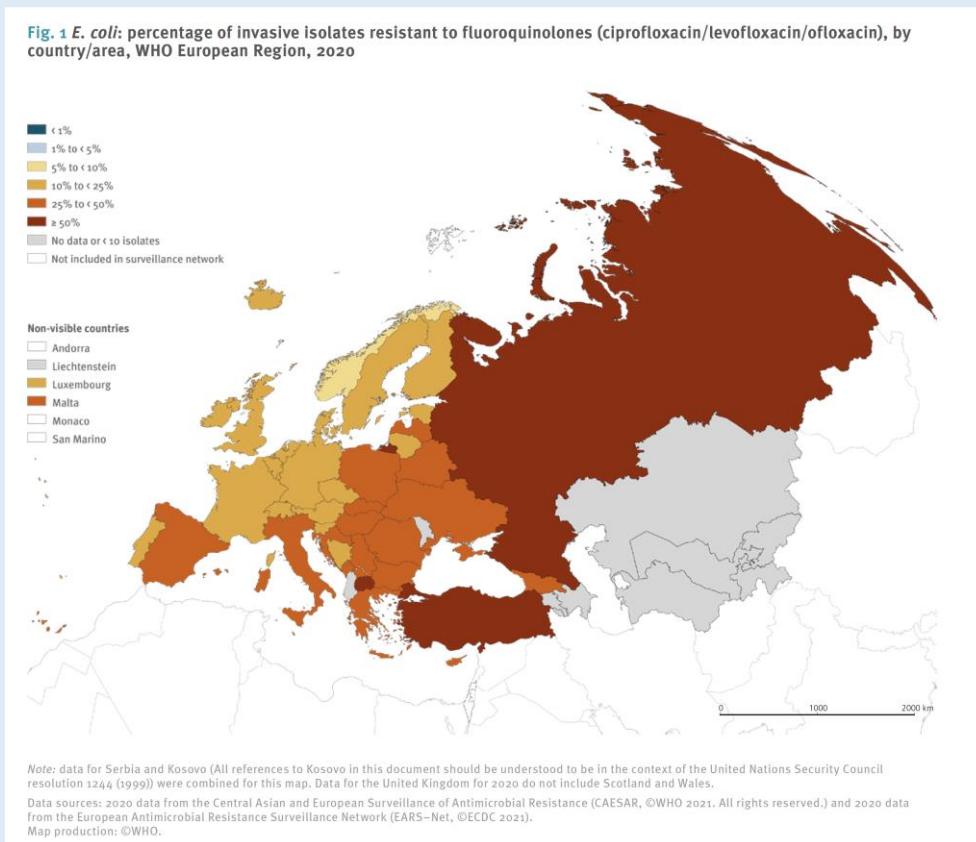 Fig. 1 E. coli: percentage of invasive isolates resistant to fluoroquinolones (ciprofloxacin/levofloxacin/ofloxacin), by
country/area, WHO European Region, 2020
< 1%
1% to < 5%
5% to < 10%
10% to < 25%
25% to < 50%
≥ 50%
No data or < 10 isolates
Not included in surveillance network
Non-visible countries
Andorra
Liechtenstein
Luxembourg
Malta
Monaco
San Marino
0 1000 2000 km
Note: data for Serbia and Kosovo (All references to Kosovo in this document should be understood to be in the context of the United Nations Security Council
resolution 1244 (1999)) were combined for this map. Data for the United Kingdom for 2020 do not include Scotland and Wales.
Data sources: 2020 data from the Central Asian and European Surveillance of Antimicrobial Resistance (CAESAR, ©WHO 2021. All rights reserved.) and 2020 data
from the European Antimicrobial Resistance Surveillance Network (EARS–Net, ©ECDC 2021).
Map production: ©WHO.